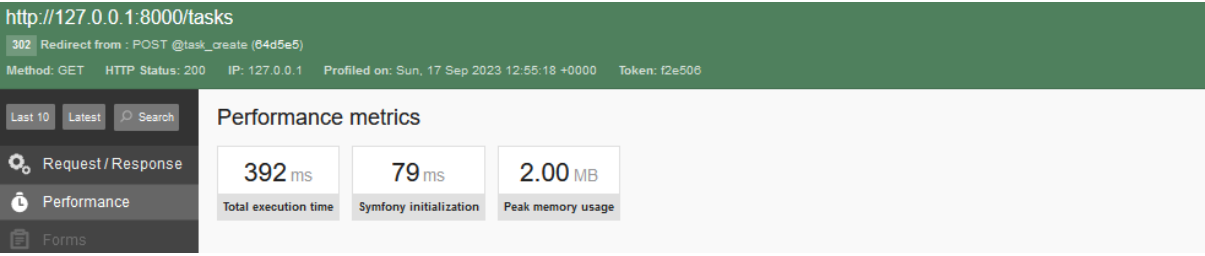 http://127.0.0.1:8000/tasks
302 Redirect from : POST @task_create (64d5e5)
Method: GET HTTP Status: 200 IP: 127.0.0.1 Profiled on: Sun, 17 Sep 2023 12:55:18 +0000 Token: f2e506
Last 10 Latest Search
Performance metrics
Request / Response
392 ms 79 ms 2.00 MB
Performance
Total execution time Symfony initialization Peak memory usage
Forms